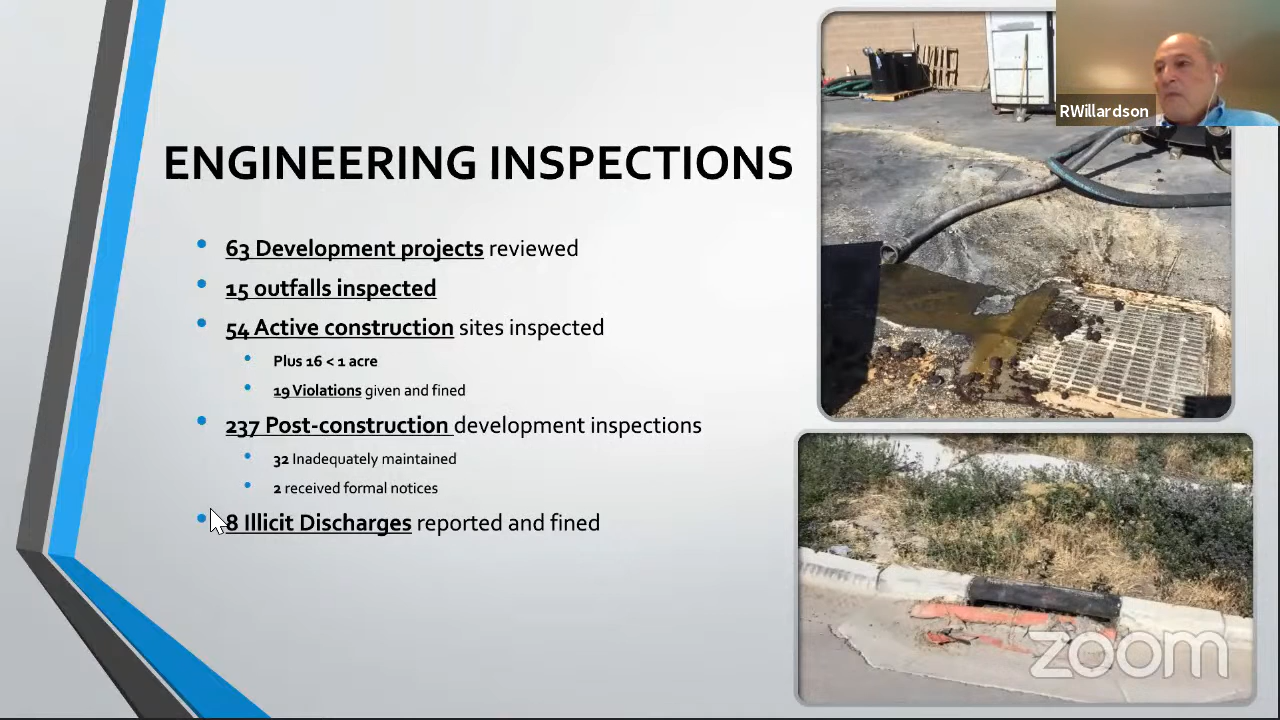 RWillardson
ENGINEERING INSPECTIONS
63 Development projects reviewed
15 outfalls inspected
54 Active construction sites inspected
Plus 16 < 1 acre
19 Violations given and fined
237 Post-construction development inspections
32 Inadequately maintained
2 received formal notices
8 Illicit Discharges reported and fined
zoom